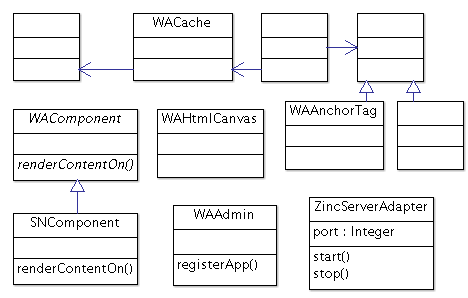 WACache
WAAnchorTag
WAComponent
renderContentOn()
WAHtmlCanvas
SNComponent
renderContentOn()
WAAdmin
registerApp()
ZincServerAdapter
port : Integer
start()
stop()